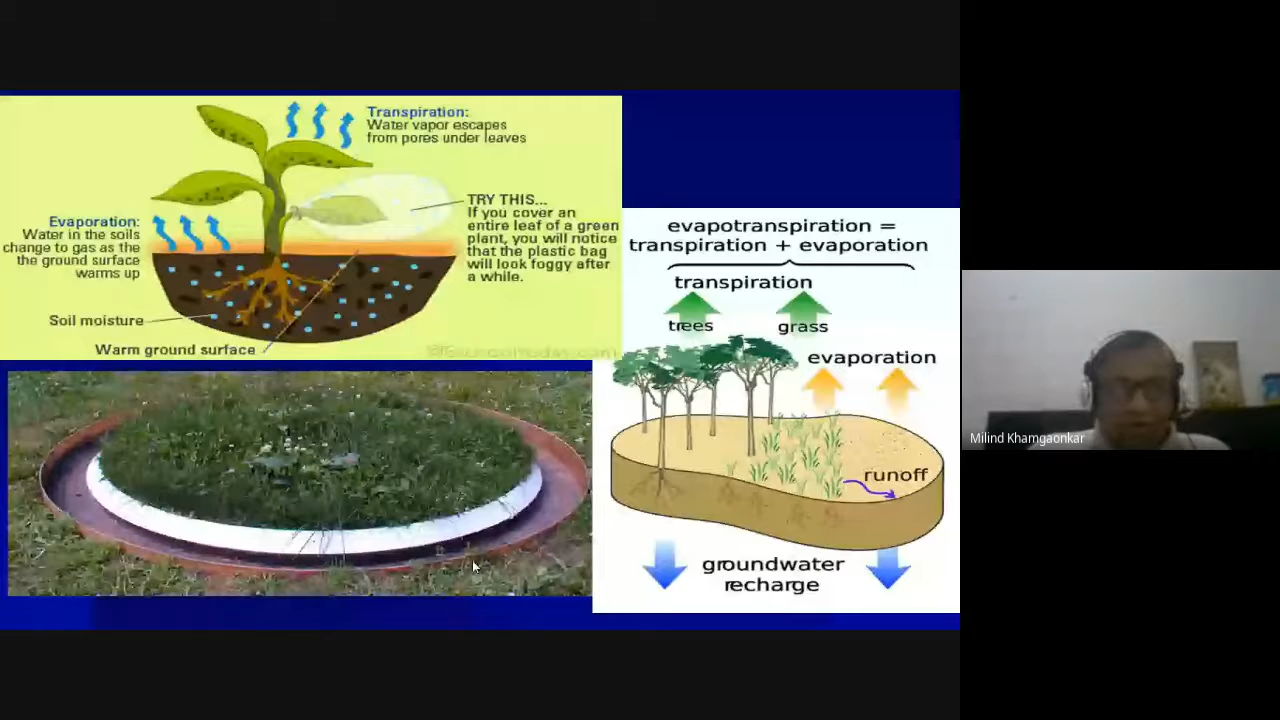 Transpiration:
Water vapor escapes
from pores under leaves
TRY THIS...
If you cover an
entire leaf of a green
plant, you will notice
that the plastic bag
will look foggy after
a while.
Evaporation:
Water in the soils
change to gas as the
the ground surface
warms up
Soil moisture
Warm ground surface
evapotranspiration =
transpiration + evaporation
transpiration
trees
grass
evaporation
runoff
groundwater
recharge
Milind Khamgaonkar